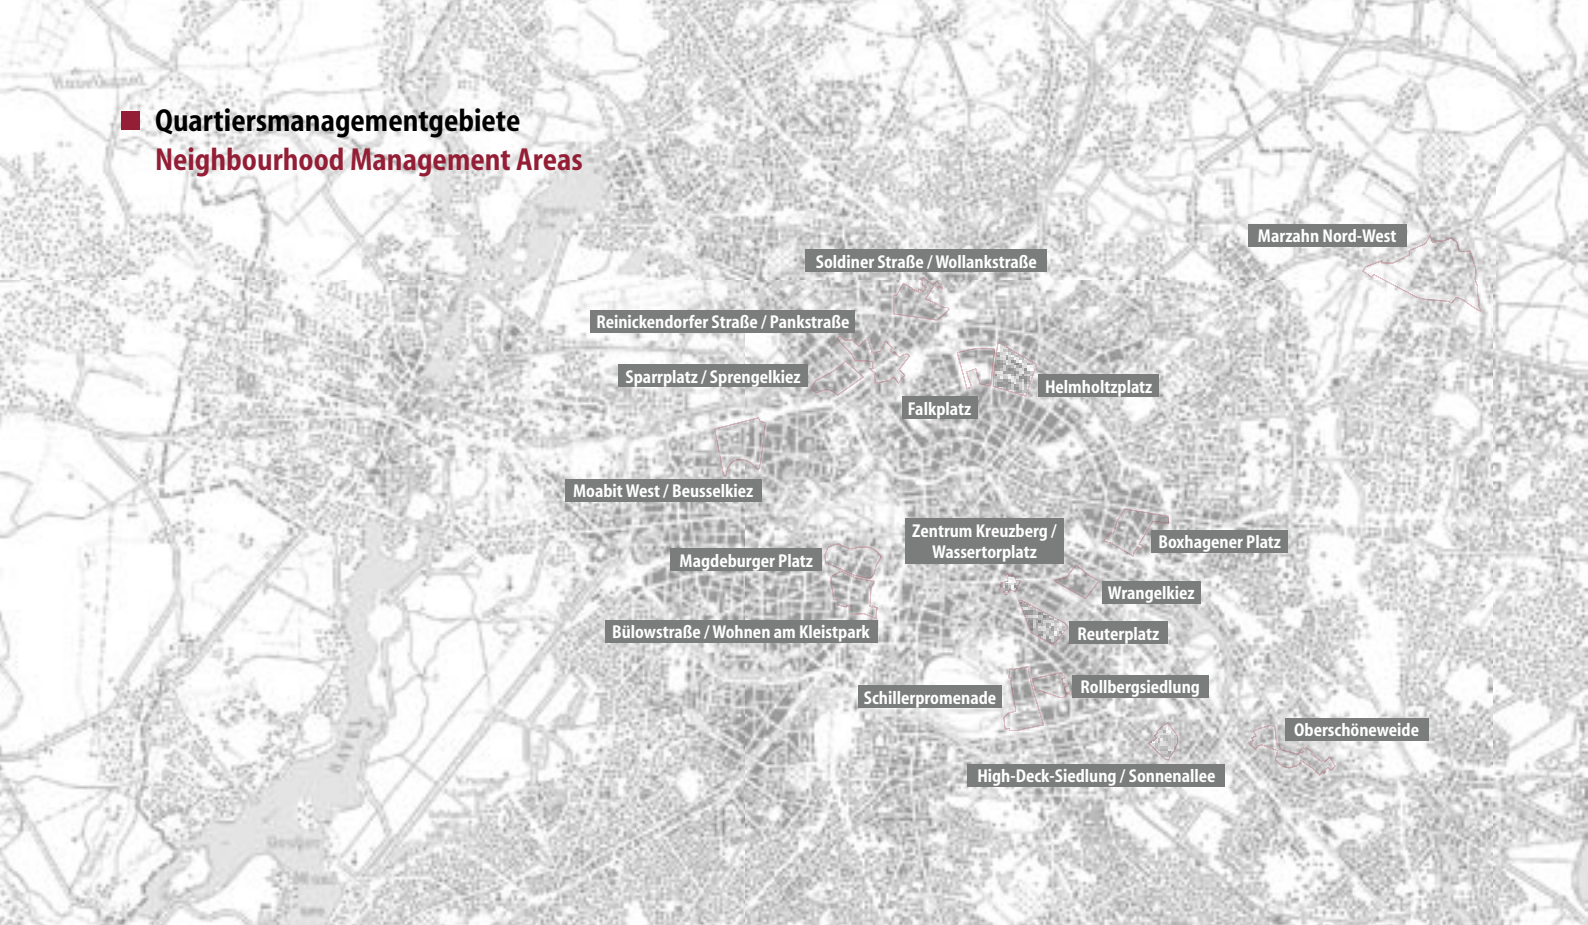 Quartiersmanagementgebiete
Neighbourhood Management Areas
Marzahn Nord-West
Soldiner Straße / Wollankstraße
Reinickendorfer Straße / Pankstraße
Sparrplatz / Sprengelkiez
Helmholtzplatz
Falkplatz
Moabit West / Beusselkiez
Zentrum Kreuzberg /
Wassertorplatz
Boxhagener Platz
Magdeburger Platz
Wrangelkiez
Bülowstraße / Wohnen am Kleistpark
Reuterplatz
Rollbergsiedlung
Schillerpromenade
Oberschöneweide
High-Deck-Siedlung / Sonnenallee